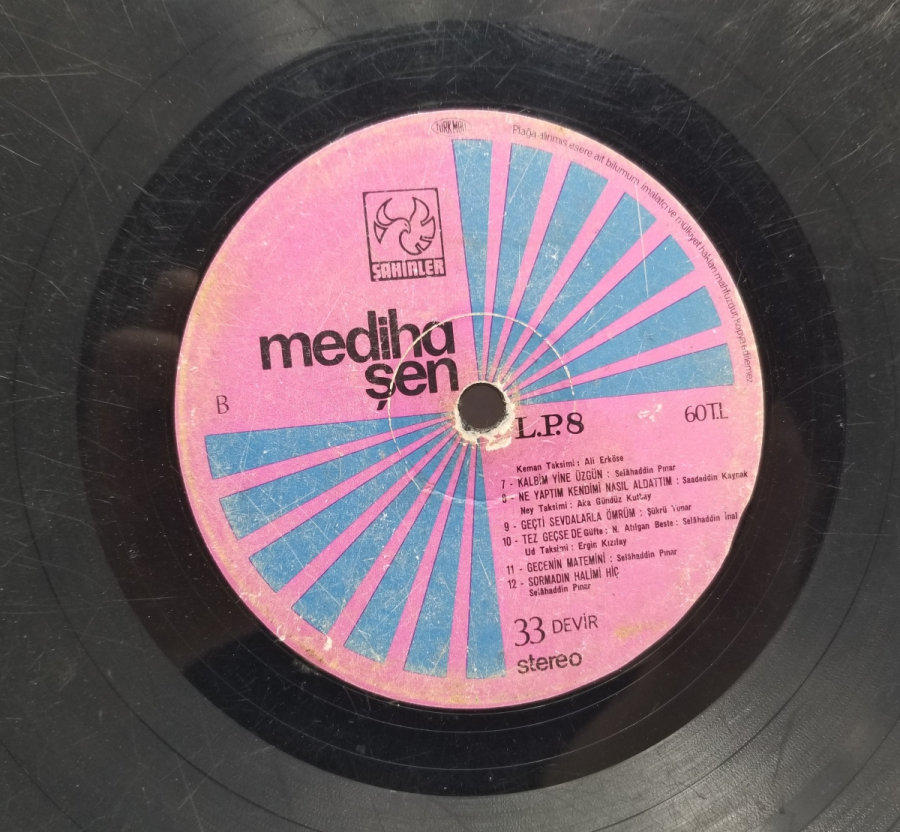 TÜRK MALI
Plağa alınmış esere ait bilumum imalatçı ve mülkiyet hakları mahfuzdur, kopya edilemez
ŞAHİNLER
mediha
şen
B
L.P.8
60T.L
Keman Taksimi : Ali Erköse
7 - KALBİM YİNE ÜZGÜN : Selâhaddin Pınar
8 - NE YAPTIM KENDİMİ NASIL ALDATTIM : Saadeddin Kaynak
Ney Taksimi : Aka Gündüz Kutbay
9 - GEÇTİ SEVDALARLA ÖMRÜM : Şükrü Tunar
10 - TEZ GEÇSE DE Güfte : N. Atılgan Beste : Selâhaddin İnal
Ud Taksimi : Ergin Kızılay
11 - GECENİN MATEMİNİ : Selâhaddin Pınar
12 - SORMADIN HALİMİ HİÇ
Selâhaddin Pınar
33 DEVİR
stereo